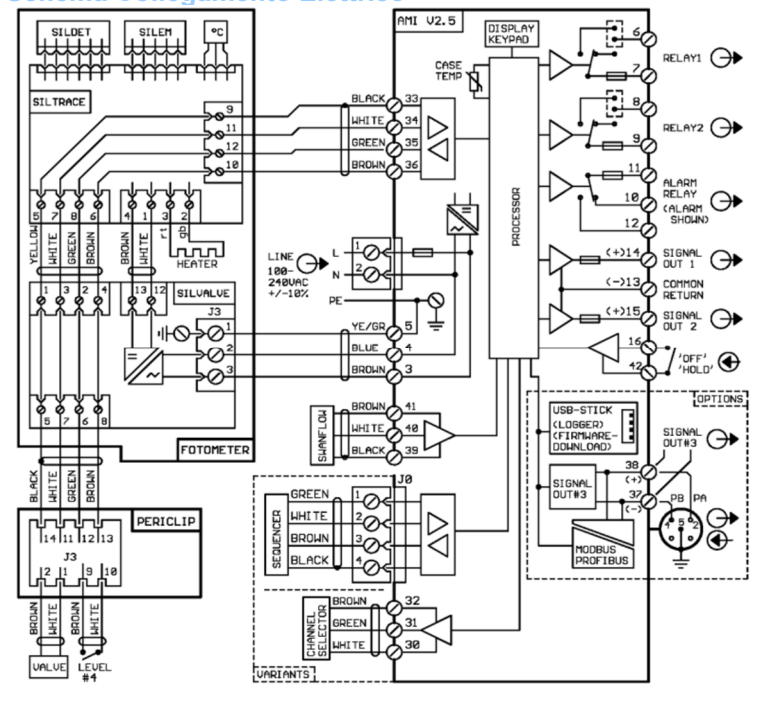 SILDET
SILEM
°C
SILTRACE
9
11
12
10
5 7 8 6
4 1 3 2
YELLOW
WHITE
GREEN
BROWN
BROWN
WHITE
rt
gb
HEATER
1 3 2 4
13 12
SILVALVE
J3
1
2
3
5 7 6 8
FOTOMETER
BLACK
WHITE
GREEN
BROWN
PERICLIP
14 11 12 13
J3
2 1 9 10
BROWN
WHITE
BROWN
WHITE
VALVE
LEVEL
#4
AMI V2.5
DISPLAY
KEYPAD
CASE
TEMP
PROCESSOR
BLACK 33
WHITE 34
GREEN 35
BROWN 36
LINE
100-
240VAC
+/-10%
L 1
N 2
PE
YE/GR 5
BLUE 4
BROWN 3
SWANFLOW
BROWN 41
WHITE 40
BLACK 39
J0
SEQUENCER
GREEN 1
WHITE 2
BROWN 3
BLACK 4
CHANNEL
SELECTOR
BROWN 32
GREEN 31
WHITE 30
VARIANTS
6
7
RELAY1
8
9
RELAY2
11
10
12
ALARM
RELAY
(ALARM
SHOWN)
(+)14
SIGNAL
OUT 1
(-)13
COMMON
RETURN
(+)15
SIGNAL
OUT 2
16
42
'OFF'
'HOLD'
OPTIONS
USB-STICK
(LOGGER)
(FIRMWARE-
DOWNLOAD)
SIGNAL
OUT#3
38
(+)
37
(-)
SIGNAL
OUT#3
PB PA
4 5 2
MODBUS
PROFIBUS